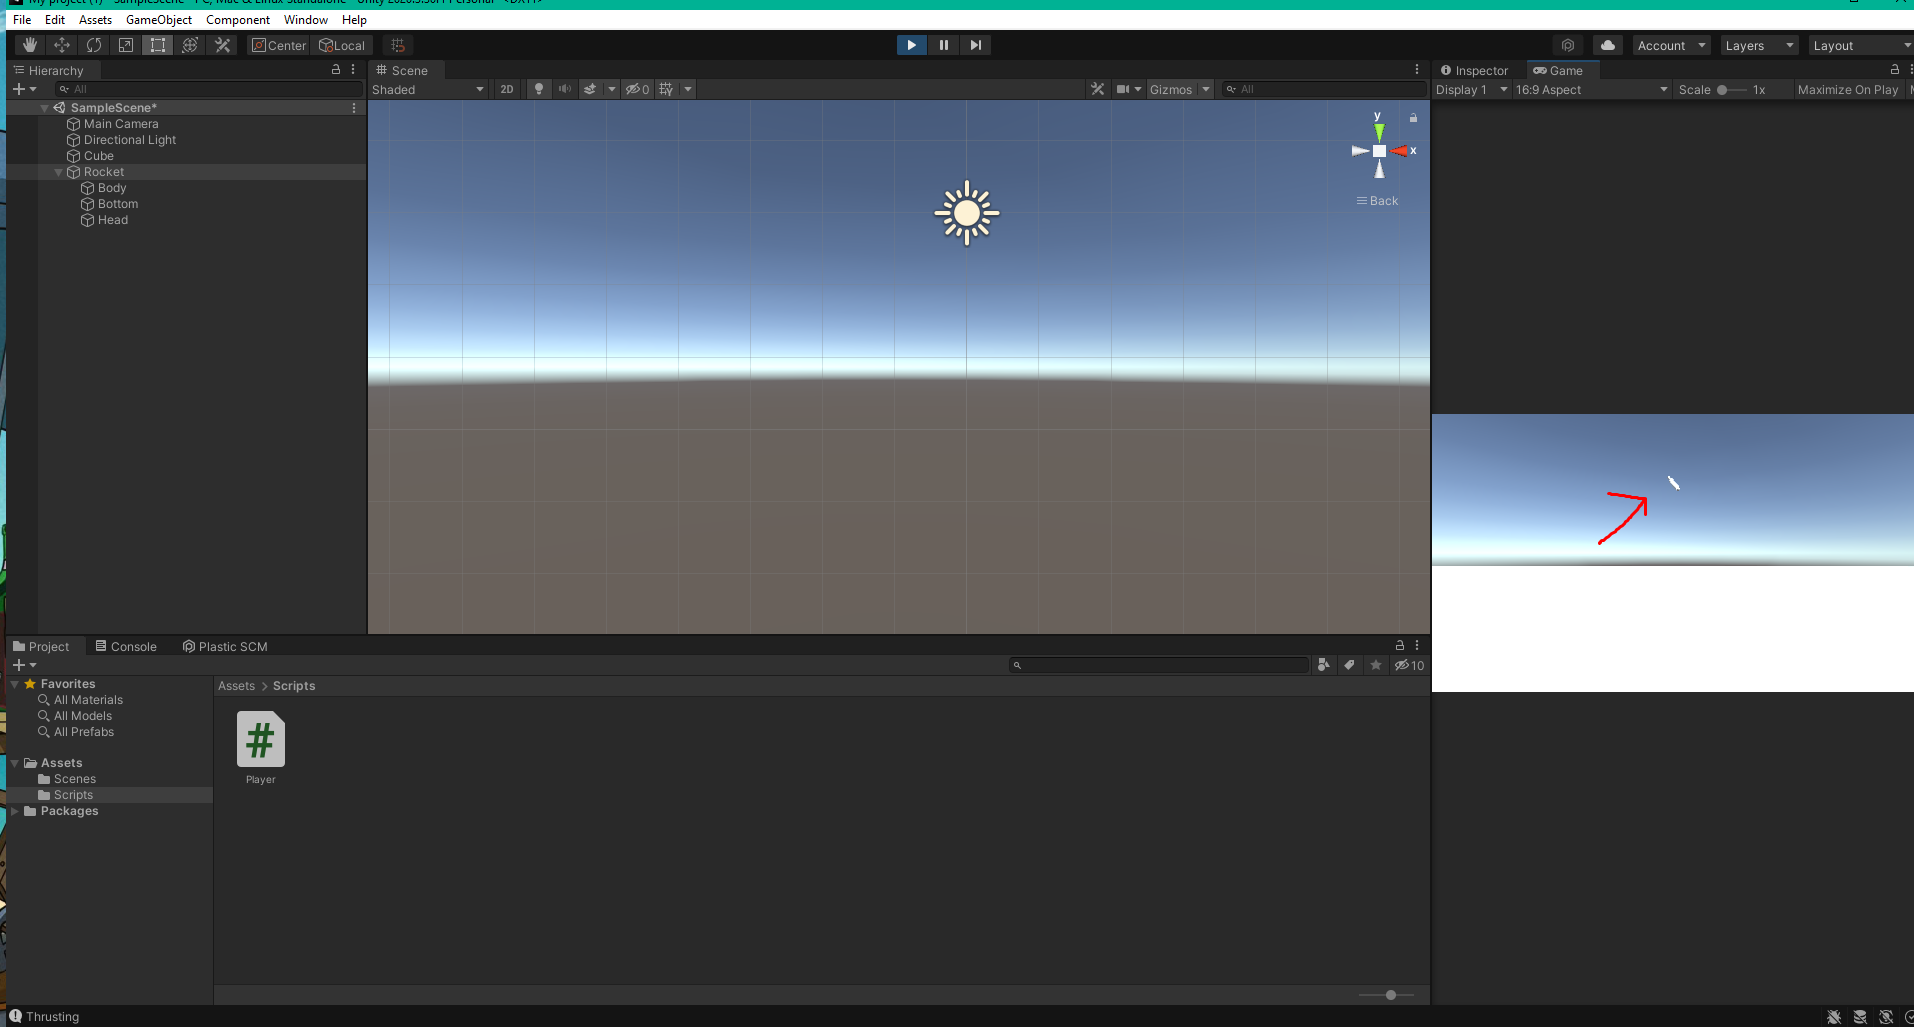 File Edit Assets GameObject Component Window Help
Center Local Account Layers Layout
Hierarchy
All
SampleScene*
Main Camera
Directional Light
Cube
Rocket
Body
Bottom
Head
Scene
Shaded 2D 0 Gizmos All
y
x
Back
Inspector Game
Display 1 16:9 Aspect Scale 1x Maximize On Play
Project Console Plastic SCM
10
Favorites
All Materials
All Models
All Prefabs
Assets
Scenes
Scripts
Packages
Assets > Scripts
#
Player
Thrusting